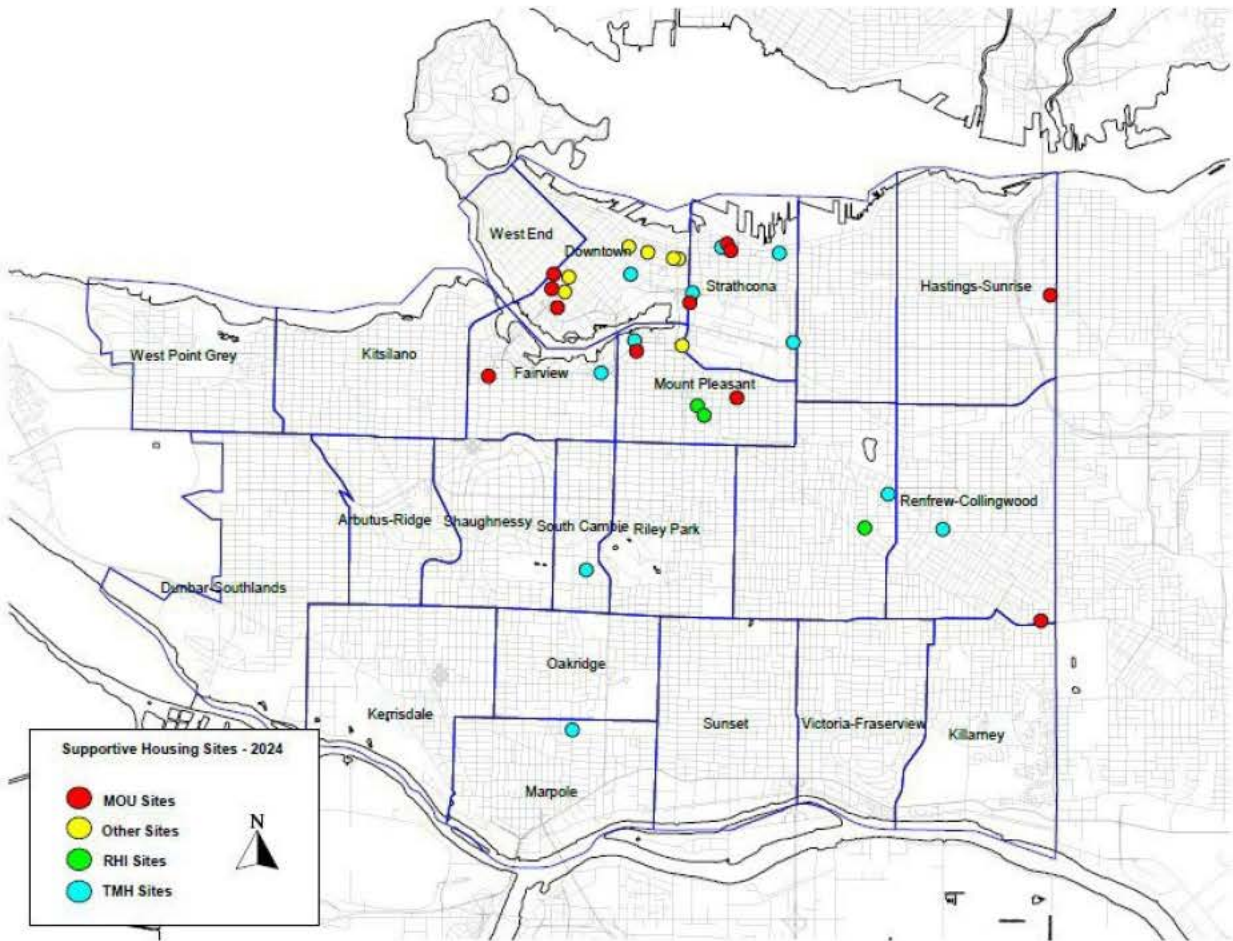 West End
Downtown
Strathcona
Hastings-Sunrise
West Point Grey
Kitsilano
Fairview
Mount Pleasant
Renfrew-Collingwood
Arbutus-Ridge
Shaughnessy
South Cambie
Riley Park
Dunbar-Southlands
Oakridge
Kerrisdale
Sunset
Victoria-Fraserview
Killarney
Marpole
Supportive Housing Sites - 2024
MOU Sites
Other Sites
RHI Sites
TMH Sites
N